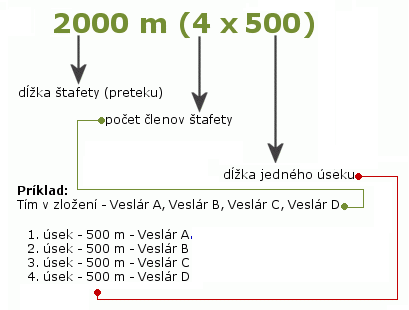 2000 m (4 x 500)
dĺžka štafety (preteku)
počet členov štafety
dĺžka jedného úseku
Príklad:
Tím v zložení - Veslár A, Veslár B, Veslár C, Veslár D
1. úsek - 500 m - Veslár A.
2. úsek - 500 m - Veslár B
3. úsek - 500 m - Veslár C
4. úsek - 500 m - Veslár D